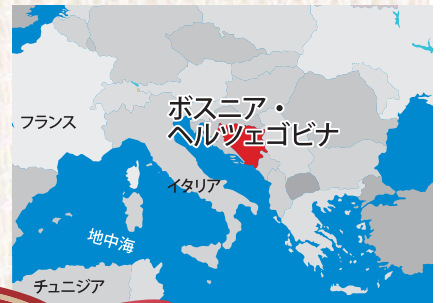 ボスニア・
ヘルツェゴビナ
フランス
イタリア
地中海
チュニジア